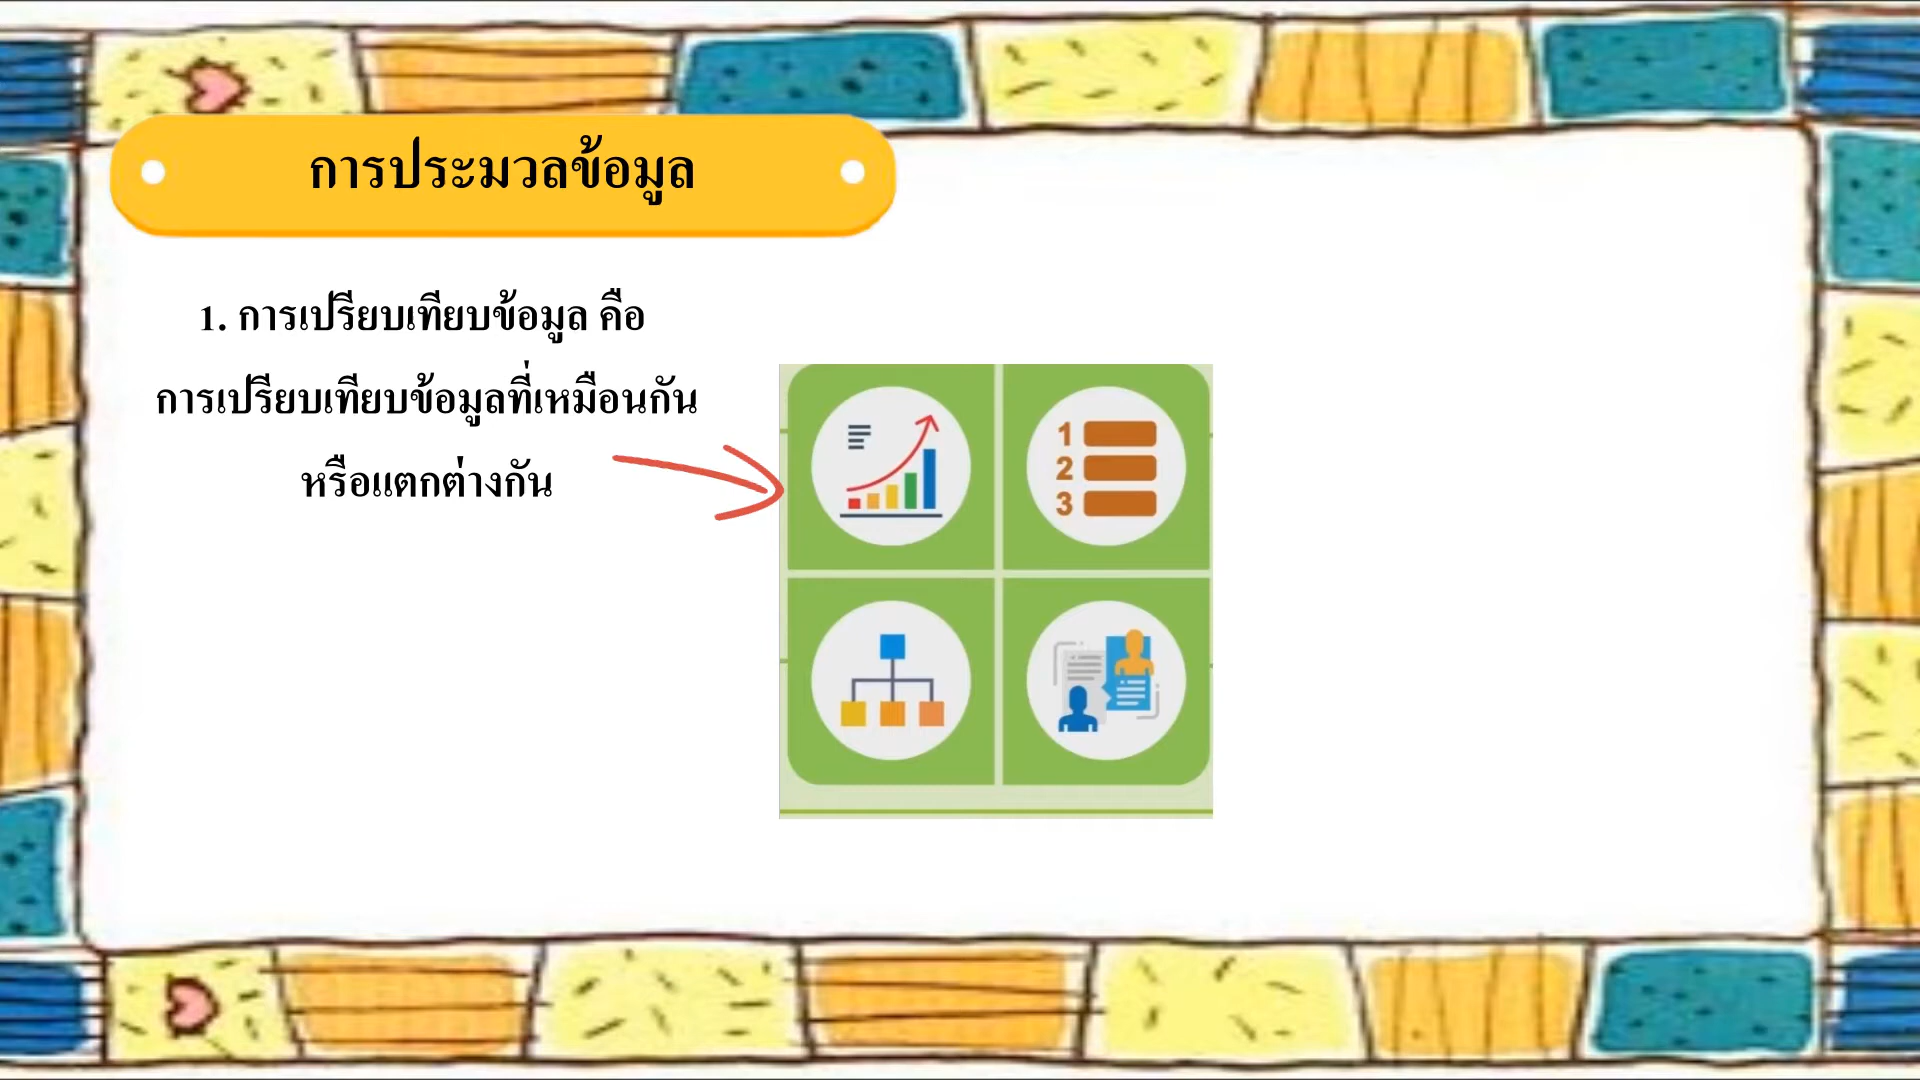 การประมวลข้อมูล
1. การเปรียบเทียบข้อมูล คือ
การเปรียบเทียบข้อมูลที่เหมือนกัน
หรือแตกต่างกัน
1
2
3